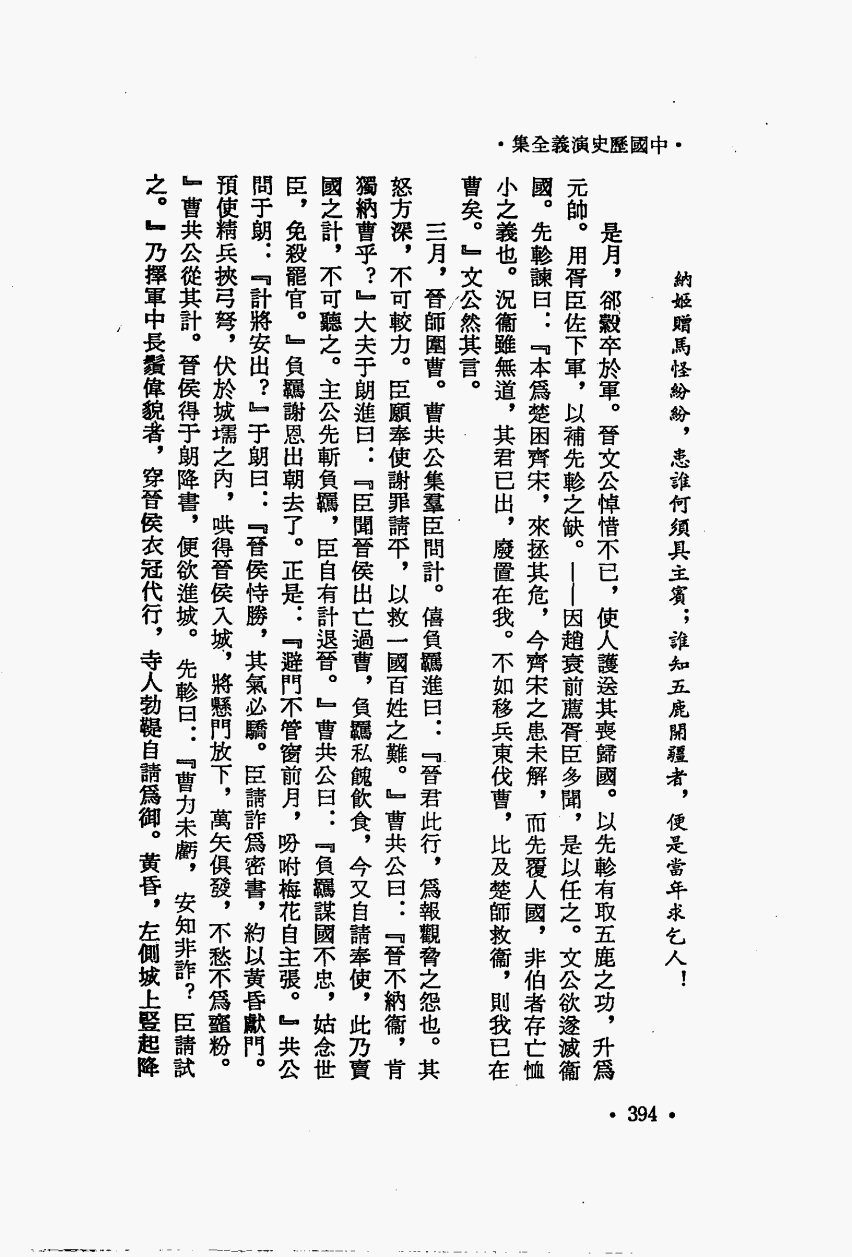 ·集全義演史歷國中·
納姬贈馬怪紛紛，患誰何須具主賓；誰知五鹿開疆者，便是當年求乞人！
是月，郤縠卒於軍。晉文公悼惜不已，使人護送其喪歸國。以先軫有取五鹿之功，升爲
元帥。用胥臣佐下軍，以補先軫之缺。——因趙衰前薦胥臣多聞，是以任之。文公欲遂滅衞
國。先軫諫曰：『本爲楚困齊宋，來拯其危，今齊宋之患未解，而先覆人國，非伯者存亡恤
小之義也。況衞雖無道，其君已出，廢置在我。不如移兵東伐曹，比及楚師救衞，則我已在
曹矣。』文公然其言。
三月，晉師圍曹。曹共公集羣臣問計。僖負羈進曰：『晉君此行，爲報觀脅之怨也。其
怒方深，不可較力。臣願奉使謝罪請平，以救一國百姓之難。』曹共公曰：『晉不納衞，肯
獨納曹乎？』大夫于朗進曰：『臣聞晉侯出亡過曹，負羈私餽飲食，今又自請奉使，此乃賣
國之計，不可聽之。主公先斬負羈，臣自有計退晉。』曹共公曰：『負羈謀國不忠，姑念世
臣，免殺罷官。』負羈謝恩出朝去了。正是：『避門不管窗前月，吩咐梅花自主張。』共公
問于朗：『計將安出？』于朗曰：『晉侯恃勝，其氣必驕。臣請詐爲密書，約以黃昏獻門。
預使精兵挾弓弩，伏於城壖之內，哄得晉侯入城，將懸門放下，萬矢俱發，不愁不爲齏粉。
』曹共公從其計。晉侯得于朗降書，便欲進城。先軫曰：『曹力未虧，安知非詐？臣請試
之。』乃擇軍中長鬚偉貌者，穿晉侯衣冠代行，寺人勃鞮自請爲御。黃昏，左側城上豎起降
·394·